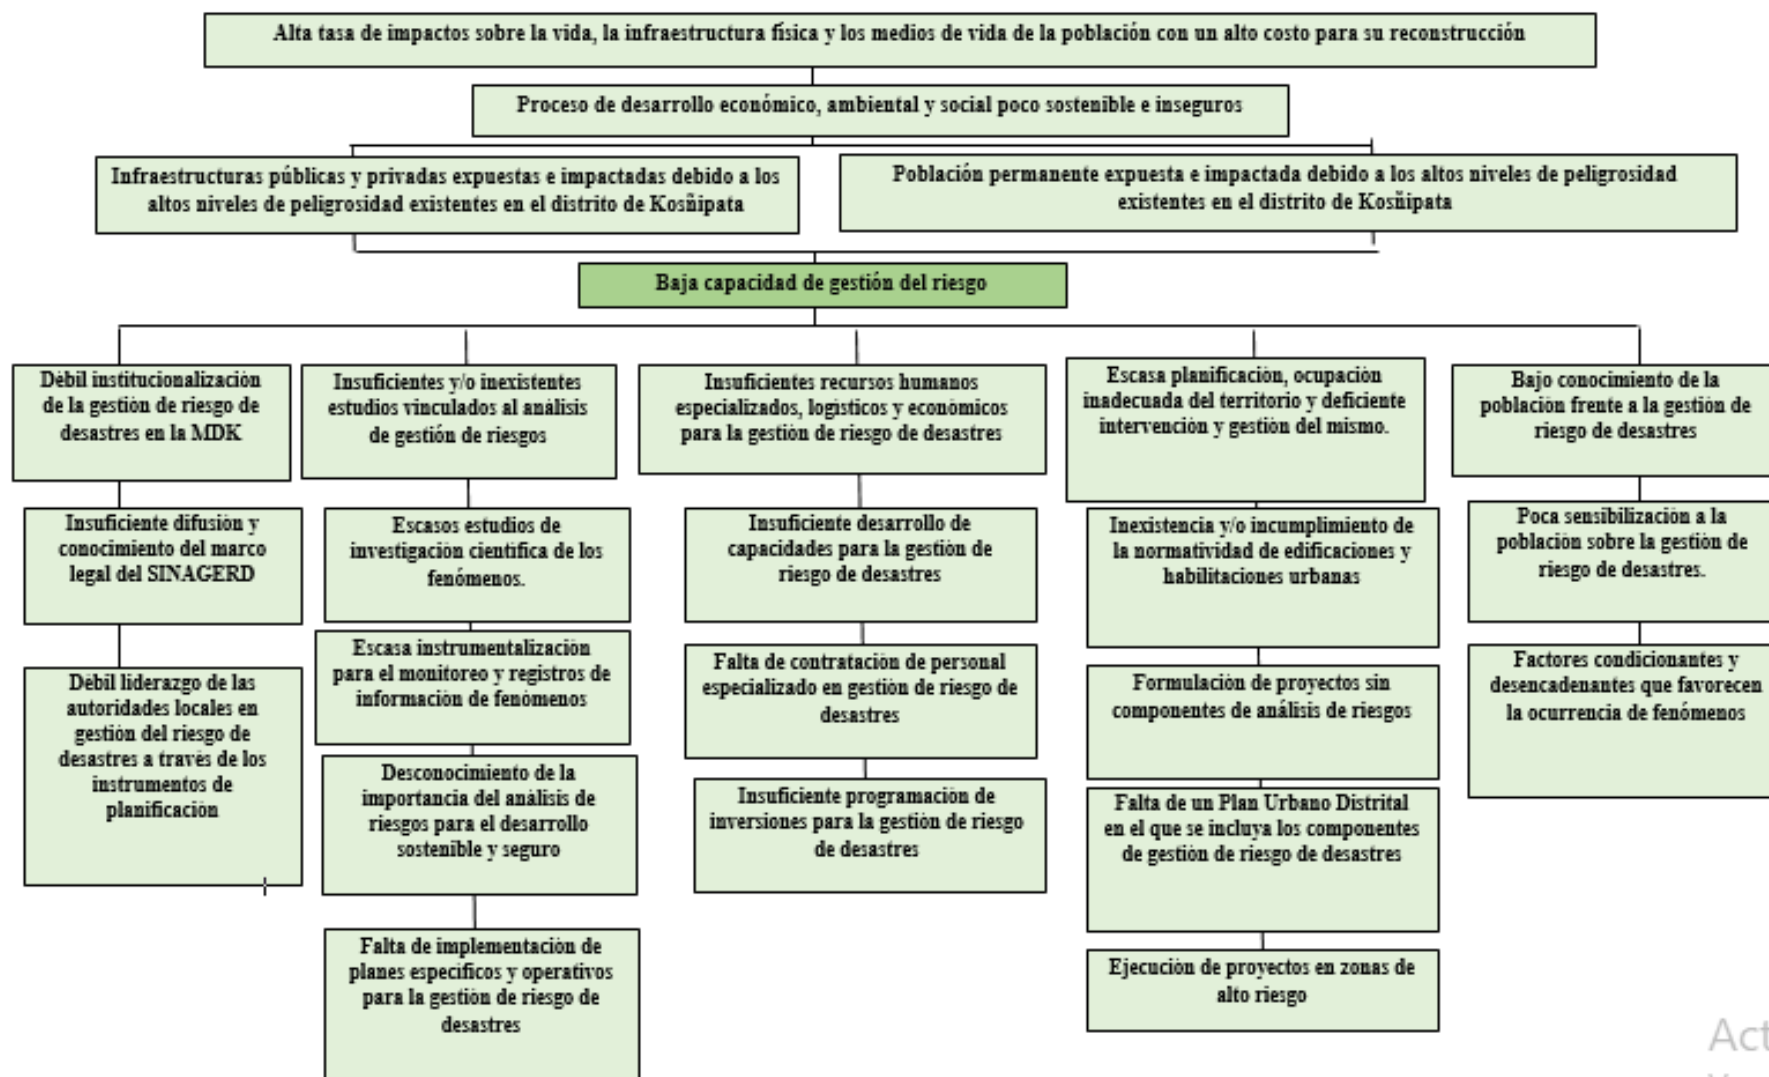 Alta tasa de impactos sobre la vida, la infraestructura física y los medios de vida de la población con un alto costo para su reconstrucción
Proceso de desarrollo económico, ambiental y social poco sostenible e inseguros
Infraestructuras públicas y privadas expuestas e impactadas debido a los
altos niveles de peligrosidad existentes en el distrito de Kosñipata
Población permanente expuesta e impactada debido a los altos niveles de peligrosidad
existentes en el distrito de Kosñipata
Baja capacidad de gestión del riesgo
Débil institucionalización
de la gestión de riesgo de
desastres en la MDK
Insuficiente difusión y
conocimiento del marco
legal del SINAGERD
Débil liderazgo de las
autoridades locales en
gestión del riesgo de
desastres a través de los
instrumentos de
planificación
Insuficientes y/o inexistentes
estudios vinculados al análisis
de gestión de riesgos
Escasos estudios de
investigación científica de los
fenómenos.
Escasa instrumentalización
para el monitoreo y registros de
información de fenómenos
Desconocimiento de la
importancia del análisis de
riesgos para el desarrollo
sostenible y seguro
Falta de implementación de
planes específicos y operativos
para la gestión de riesgo de
desastres
Insuficientes recursos humanos
especializados, logísticos y económicos
para la gestión de riesgo de desastres
Insuficiente desarrollo de
capacidades para la gestión de
riesgo de desastres
Falta de contratación de personal
especializado en gestión de riesgo de
desastres
Insuficiente programación de
inversiones para la gestión de riesgo
de desastres
Escasa planificación, ocupación
inadecuada del territorio y deficiente
intervención y gestión del mismo.
Inexistencia y/o incumplimiento de
la normatividad de edificaciones y
habilitaciones urbanas
Formulación de proyectos sin
componentes de análisis de riesgos
Falta de un Plan Urbano Distrital
en el que se incluya los componentes
de gestión de riesgo de desastres
Ejecución de proyectos en zonas de
alto riesgo
Bajo conocimiento de la
población frente a la gestión de
riesgo de desastres
Poca sensibilización a la
población sobre la gestión de
riesgo de desastres.
Factores condicionantes y
desencadenantes que favorecen
la ocurrencia de fenómenos
Act